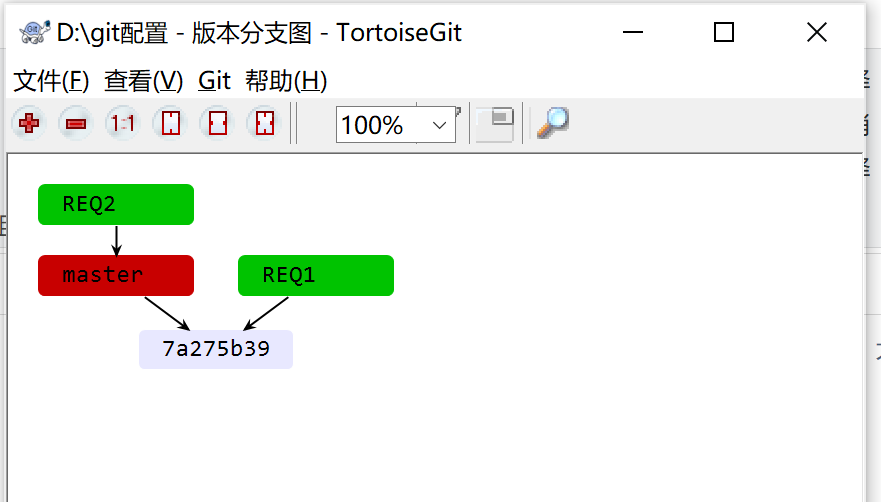 D:\git配置 - 版本分支图 - TortoiseGit
文件(F) 查看(V) Git 帮助(H)
1:1 100%
REQ2
master REQ1
7a275b39